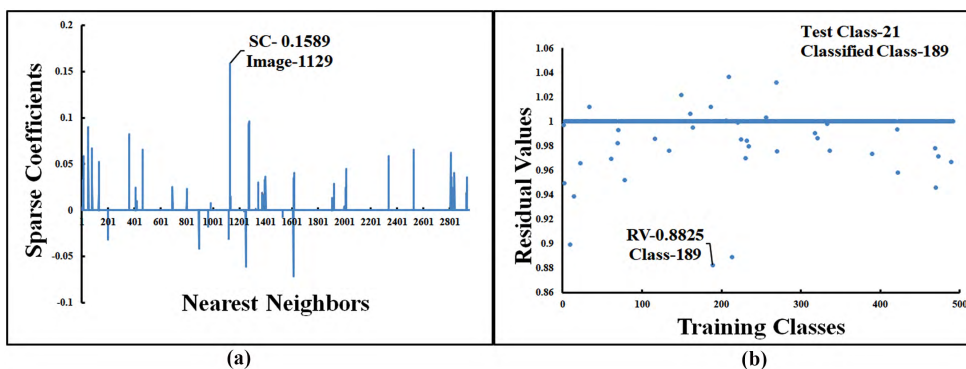 0.2
0.15
0.1
0.05
0
-0.05
-0.1
Sparse Coefficients
SC- 0.1589
Image-1129
1 201 401 601 801 1001 1201 1401 1601 1801 2001 2201 2401 2601 2801
Nearest Neighbors
(a)
Test Class-21
Classified Class-189
1.06
1.04
1.02
1
0.98
0.96
0.94
0.92
0.9
0.88
0.86
Residual Values
RV-0.8825
Class-189
0 100 200 300 400 500
Training Classes
(b)